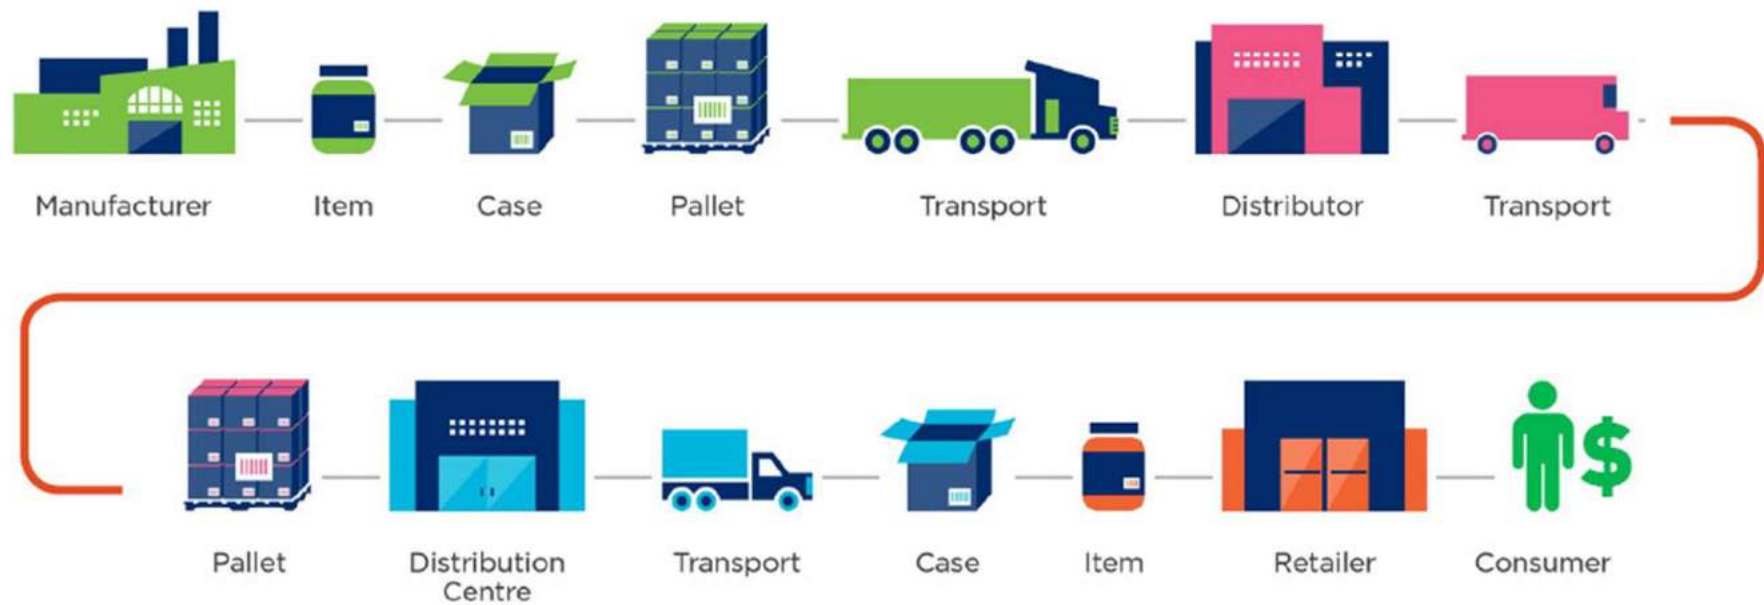 Manufacturer
Item
Case
Pallet
Transport
Distributor
Transport
Pallet
Distribution
Centre
Transport
Case
Item
Retailer
Consumer
$